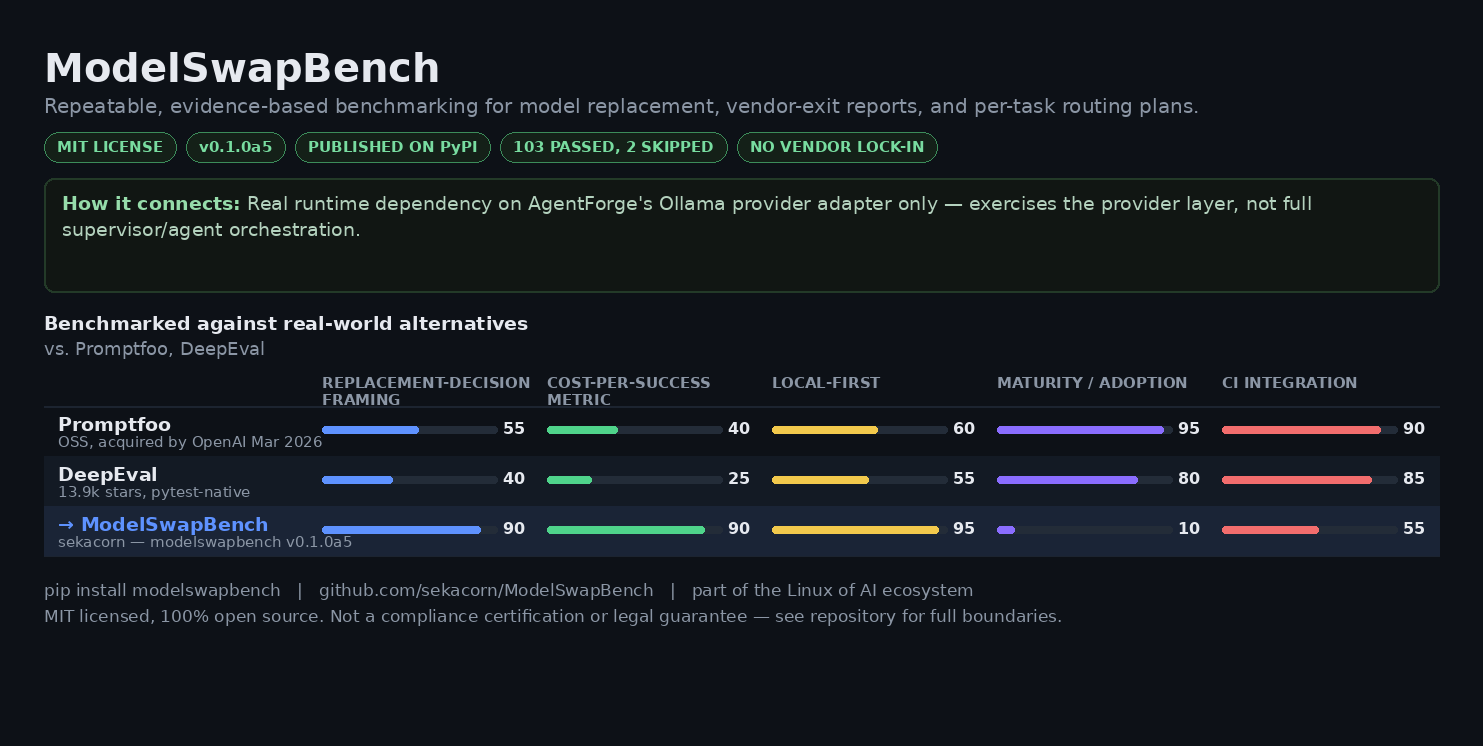 ModelSwapBench
Repeatable, evidence-based benchmarking for model replacement, vendor-exit reports, and per-task routing plans.
MIT LICENSE v0.1.0a5 PUBLISHED ON PyPI 103 PASSED, 2 SKIPPED NO VENDOR LOCK-IN
How it connects: Real runtime dependency on AgentForge's Ollama provider adapter only — exercises the provider layer, not full
supervisor/agent orchestration.
Benchmarked against real-world alternatives
vs. Promptfoo, DeepEval
REPLACEMENT-DECISION COST-PER-SUCCESS LOCAL-FIRST MATURITY / ADOPTION CI INTEGRATION
FRAMING METRIC
Promptfoo 55 40 60 95 90
OSS, acquired by OpenAI Mar 2026
DeepEval 40 25 55 80 85
13.9k stars, pytest-native
→ ModelSwapBench 90 90 95 10 55
sekacorn — modelswapbench v0.1.0a5
pip install modelswapbench | github.com/sekacorn/ModelSwapBench | part of the Linux of AI ecosystem
MIT licensed, 100% open source. Not a compliance certification or legal guarantee — see repository for full boundaries.